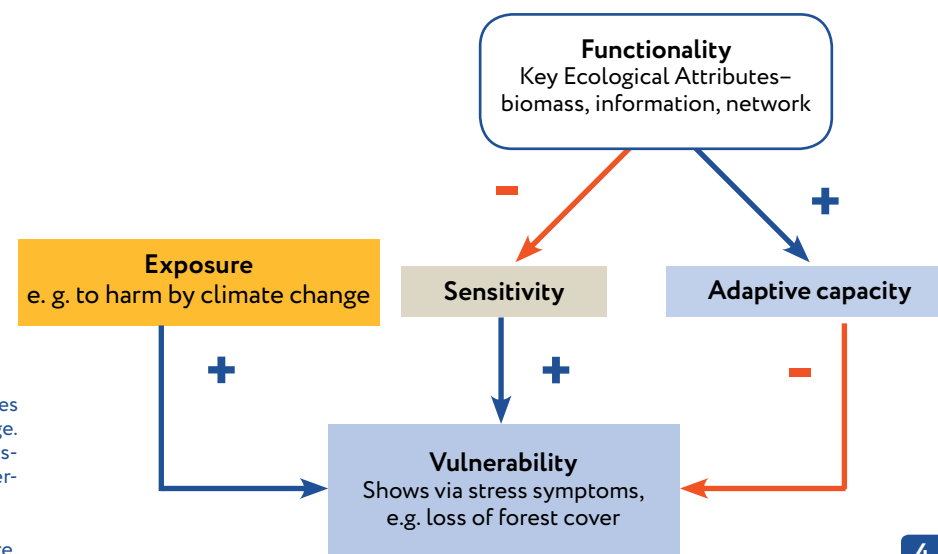 Functionality
Key Ecological Attributes–
biomass, information, network
-
+
Exposure
e. g. to harm by climate change
Sensitivity
Adaptive capacity
+
+
-
Vulnerability
Shows via stress symptoms,
e.g. loss of forest cover